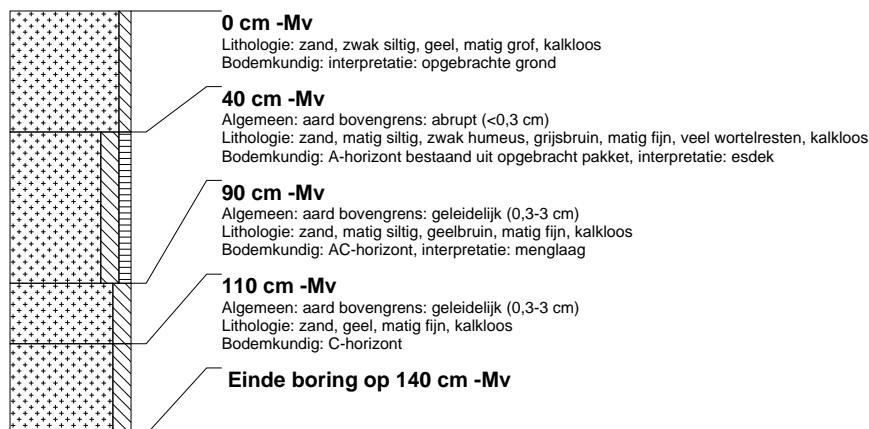 0 cm -Mv
Lithologie: zand, zwak siltig, geel, matig grof, kalkloos
Bodemkundig: interpretatie: opgebrachte grond
40 cm -Mv
Algemeen: aard bovengrens: abrupt (<0,3 cm)
Lithologie: zand, matig siltig, zwak humeus, grijsbruin, matig fijn, veel wortelresten, kalkloos
Bodemkundig: A-horizont bestaand uit opgebracht pakket, interpretatie: esdek
90 cm -Mv
Algemeen: aard bovengrens: geleidelijk (0,3-3 cm)
Lithologie: zand, matig siltig, geelbruin, matig fijn, kalkloos
Bodemkundig: AC-horizont, interpretatie: menglaag
110 cm -Mv
Algemeen: aard bovengrens: geleidelijk (0,3-3 cm)
Lithologie: zand, geel, matig fijn, kalkloos
Bodemkundig: C-horizont
Einde boring op 140 cm -Mv